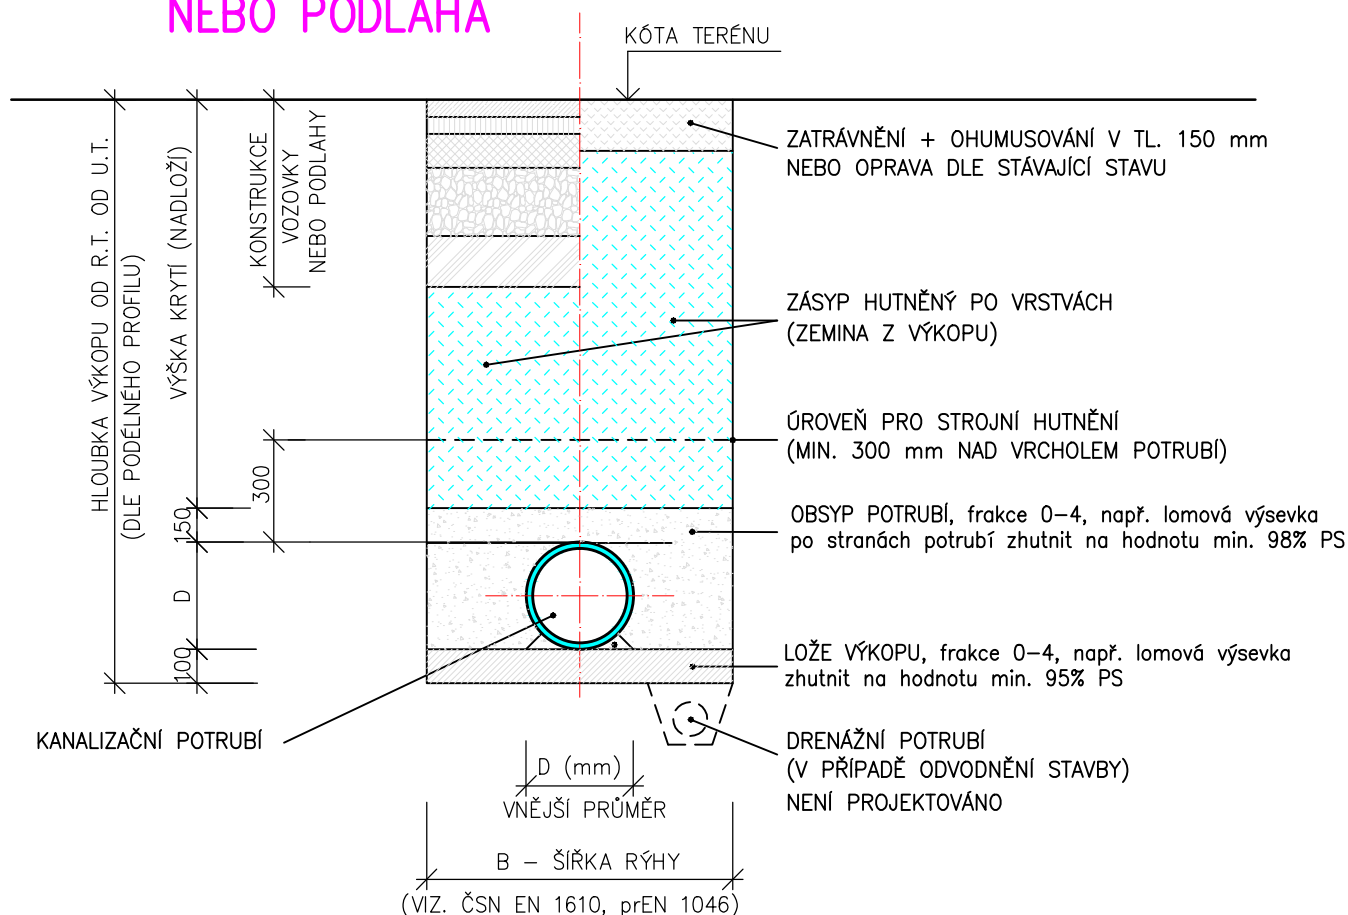 NEBO PODLAHA
KÓTA TERÉNU
ZATRÁVNĚNÍ + OHUMUSOVÁNÍ V TL. 150 mm
NEBO OPRAVA DLE STÁVAJÍCÍ STAVU
HLOUBKA VÝKOPU OD R.T. OD U.T.
(DLE PODÉLNÉHO PROFILU)
VÝŠKA KRYTÍ (NADLOŽÍ)
KONSTRUKCE
VOZOVKY
NEBO PODLAHY
ZÁSYP HUTNĚNÝ PO VRSTVÁCH
(ZEMINA Z VÝKOPU)
ÚROVEŇ PRO STROJNÍ HUTNĚNÍ
(MIN. 300 mm NAD VRCHOLEM POTRUBÍ)
300
150
D
100
OBSYP POTRUBÍ, frakce 0-4, např. lomová výsevka
po stranách potrubí zhutnit na hodnotu min. 98% PS
LOŽE VÝKOPU, frakce 0-4, např. lomová výsevka
zhutnit na hodnotu min. 95% PS
KANALIZAČNÍ POTRUBÍ
DRENÁŽNÍ POTRUBÍ
(V PŘÍPADĚ ODVODNĚNÍ STAVBY)
NENÍ PROJEKTOVÁNO
D (mm)
VNĚJŠÍ PRŮMĚR
B - ŠÍŘKA RÝHY
(VIZ. ČSN EN 1610, prEN 1046)